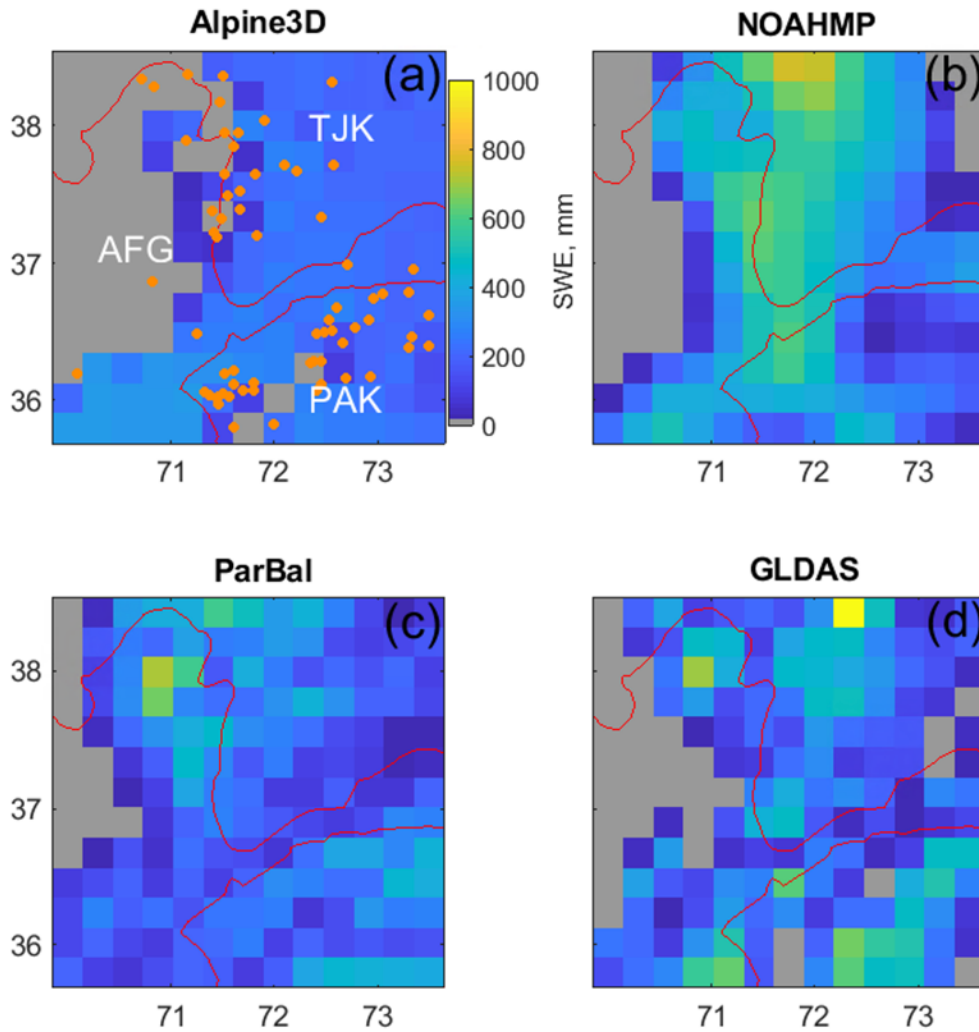 Alpine3D
NOAHMP
(a)
(b)
1000
800
600
400
200
0
SWE, mm
TJK
AFG
PAK
38
37
36
71 72 73
71 72 73
ParBal
GLDAS
(c)
(d)
38
37
36
71 72 73
71 72 73